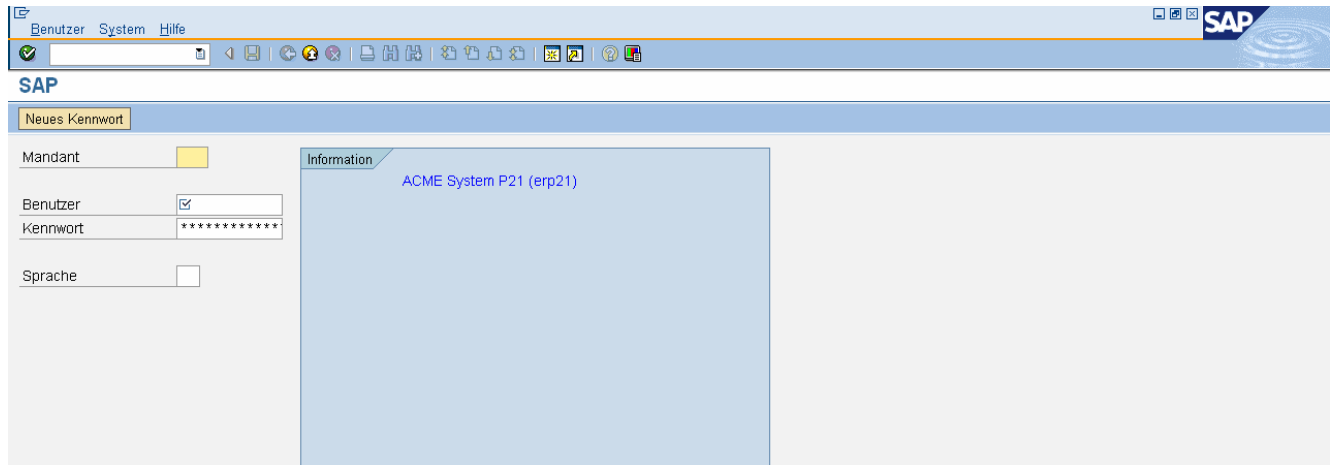 Benutzer System Hilfe
SAP
SAP
Neues Kennwort
Mandant
Information
ACME System P21 (erp21)
Benutzer
Kennwort
*************
Sprache